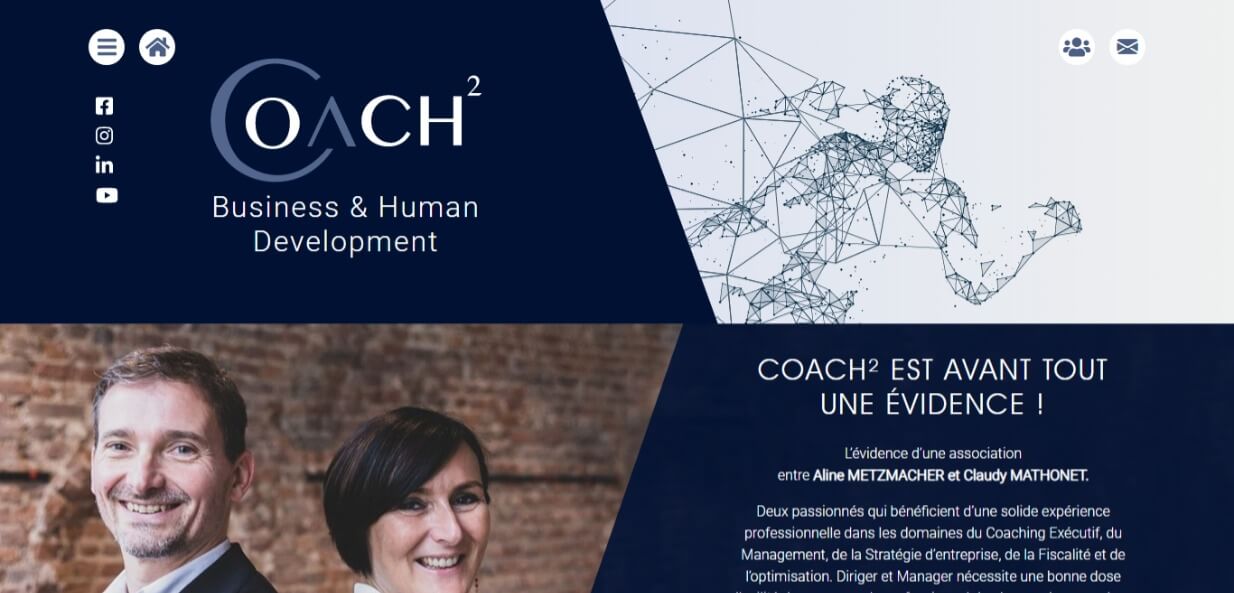 COACH²
Business & Human
Development
COACH² EST AVANT TOUT
UNE ÉVIDENCE !
L'évidence d'une association
entre Aline METZMACHER et Claudy MATHONET.
Deux passionnés qui bénéficient d'une solide expérience
professionnelle dans les domaines du Coaching Exécutif, du
Management, de la Stratégie d'entreprise, de la Fiscalité et de
l'optimisation. Diriger et Manager nécessite une bonne dose